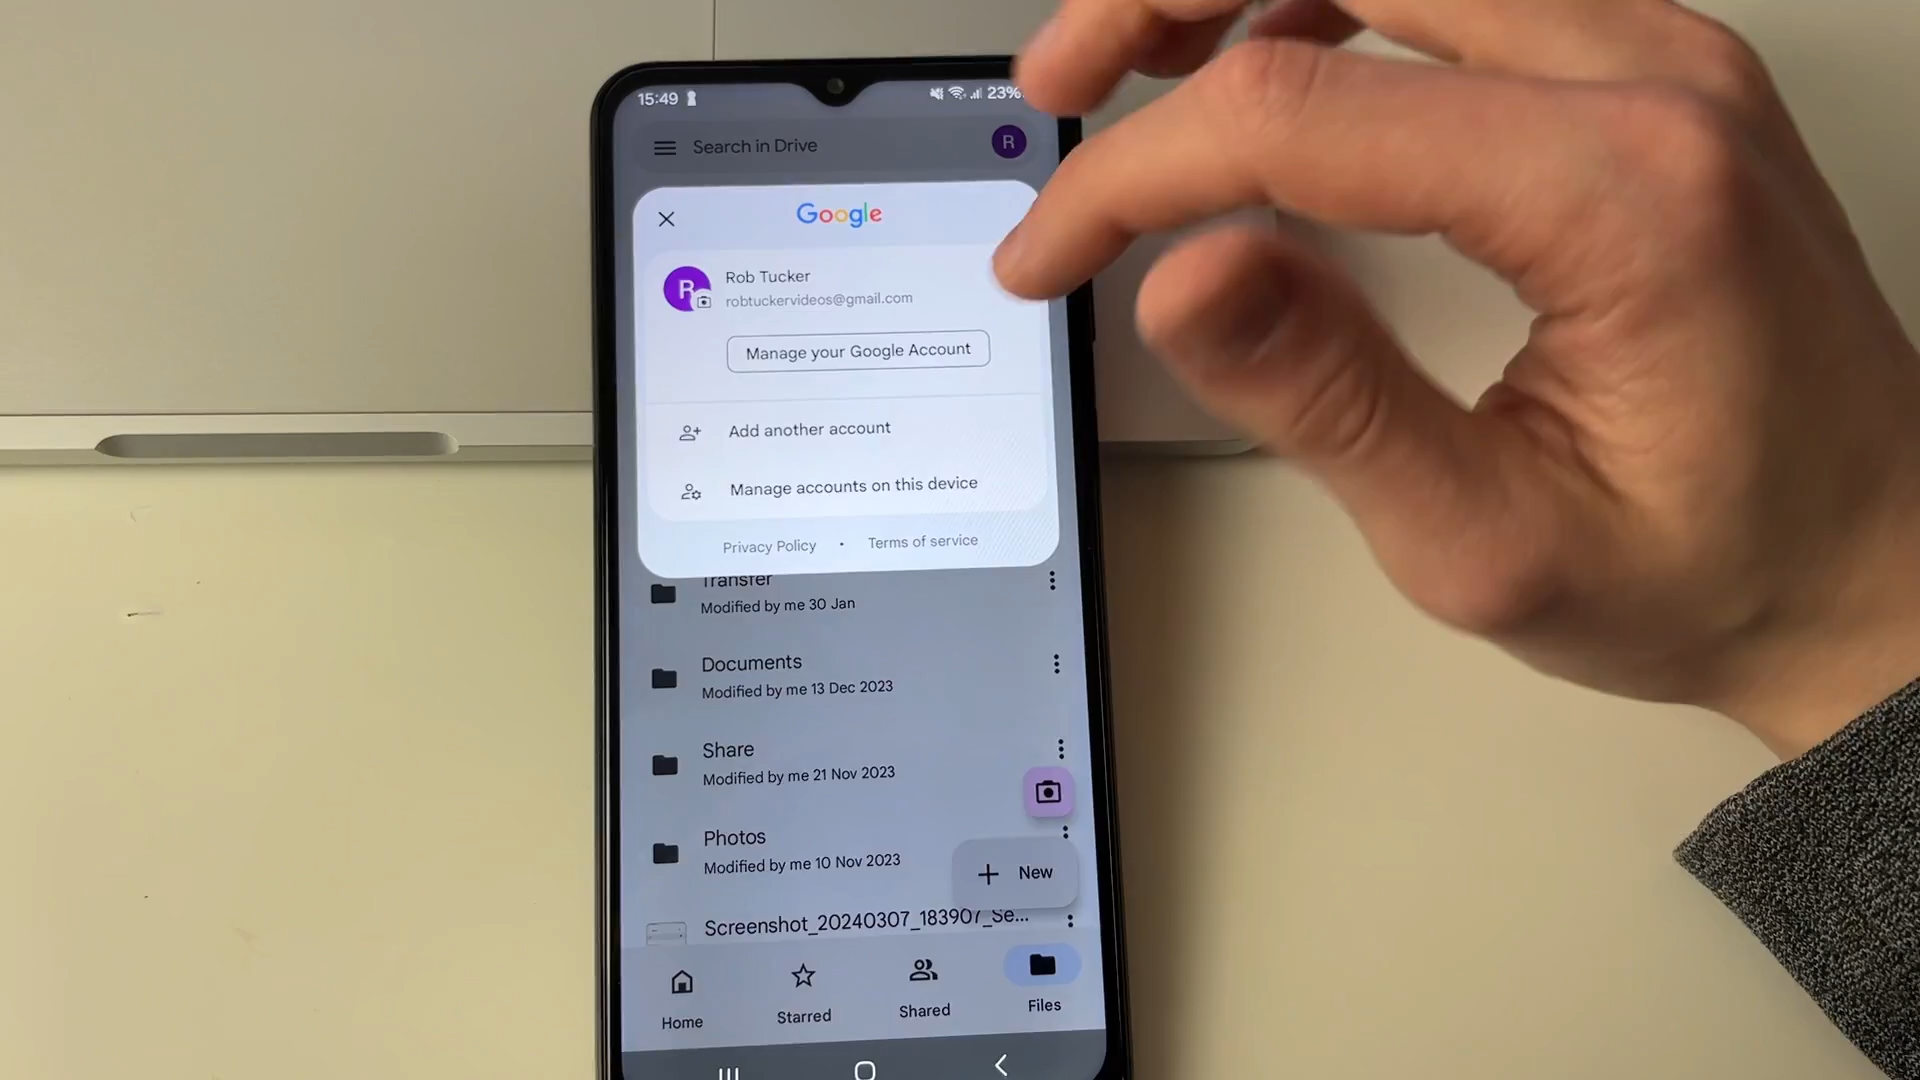 15:49 23%
Search in Drive R
Google
R Rob Tucker
robtuckervideos@gmail.com
Manage your Google Account
Add another account
Manage accounts on this device
Privacy Policy • Terms of service
Transfer
Modified by me 30 Jan
Documents
Modified by me 13 Dec 2023
Share
Modified by me 21 Nov 2023
Photos
Modified by me 10 Nov 2023
New
Screenshot_20240307_183907_Se...
Home Starred Shared Files